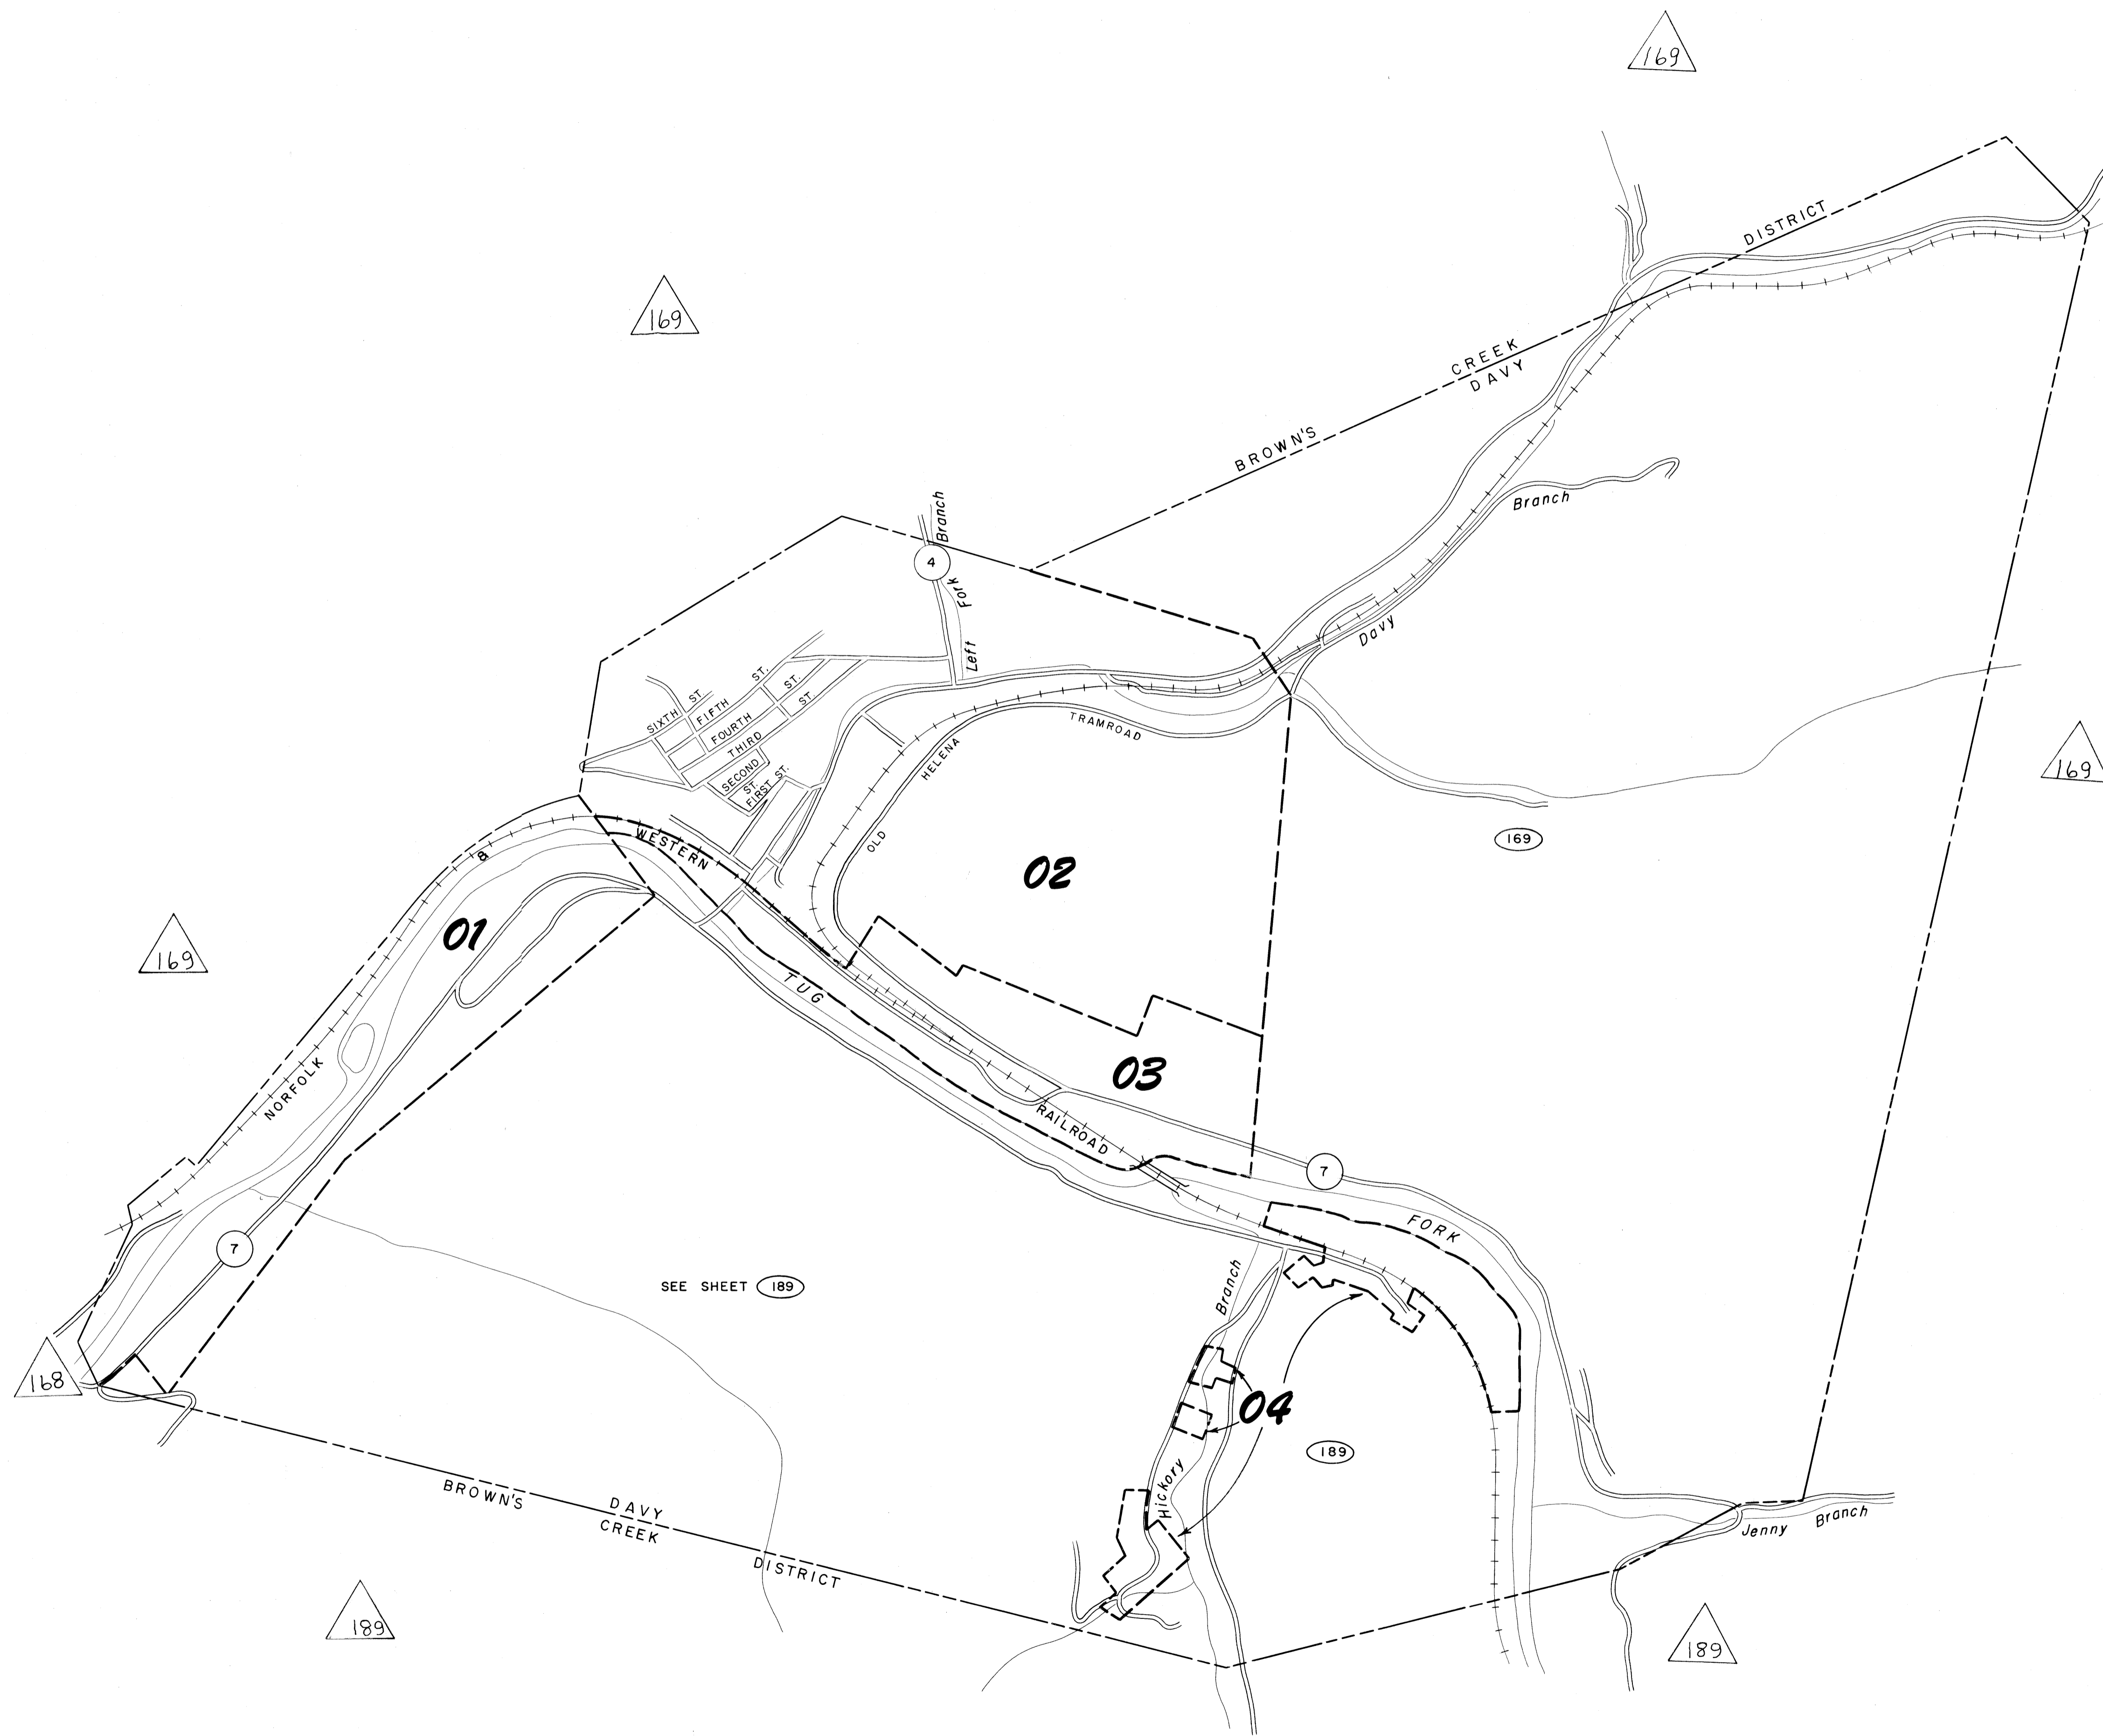 169
169
DISTRICT
CREEK
DAVY
BROWN'S
Branch
Branch
4
Fork
Left
Davy
ST.
SIXTH ST.
FIFTH
ST.
FOURTH
ST.
THIRD
SECOND
ST.
FIRST ST.
TRAMROAD
HELENA
OLD
169
169
WESTERN
&
02
01
169
TUG
NORFOLK
03
RAILROAD
7
FORK
7
SEE SHEET 189
Branch
168
04
189
Hickory
BROWN'S
DAVY
CREEK
DISTRICT
Jenny
Branch
189
189